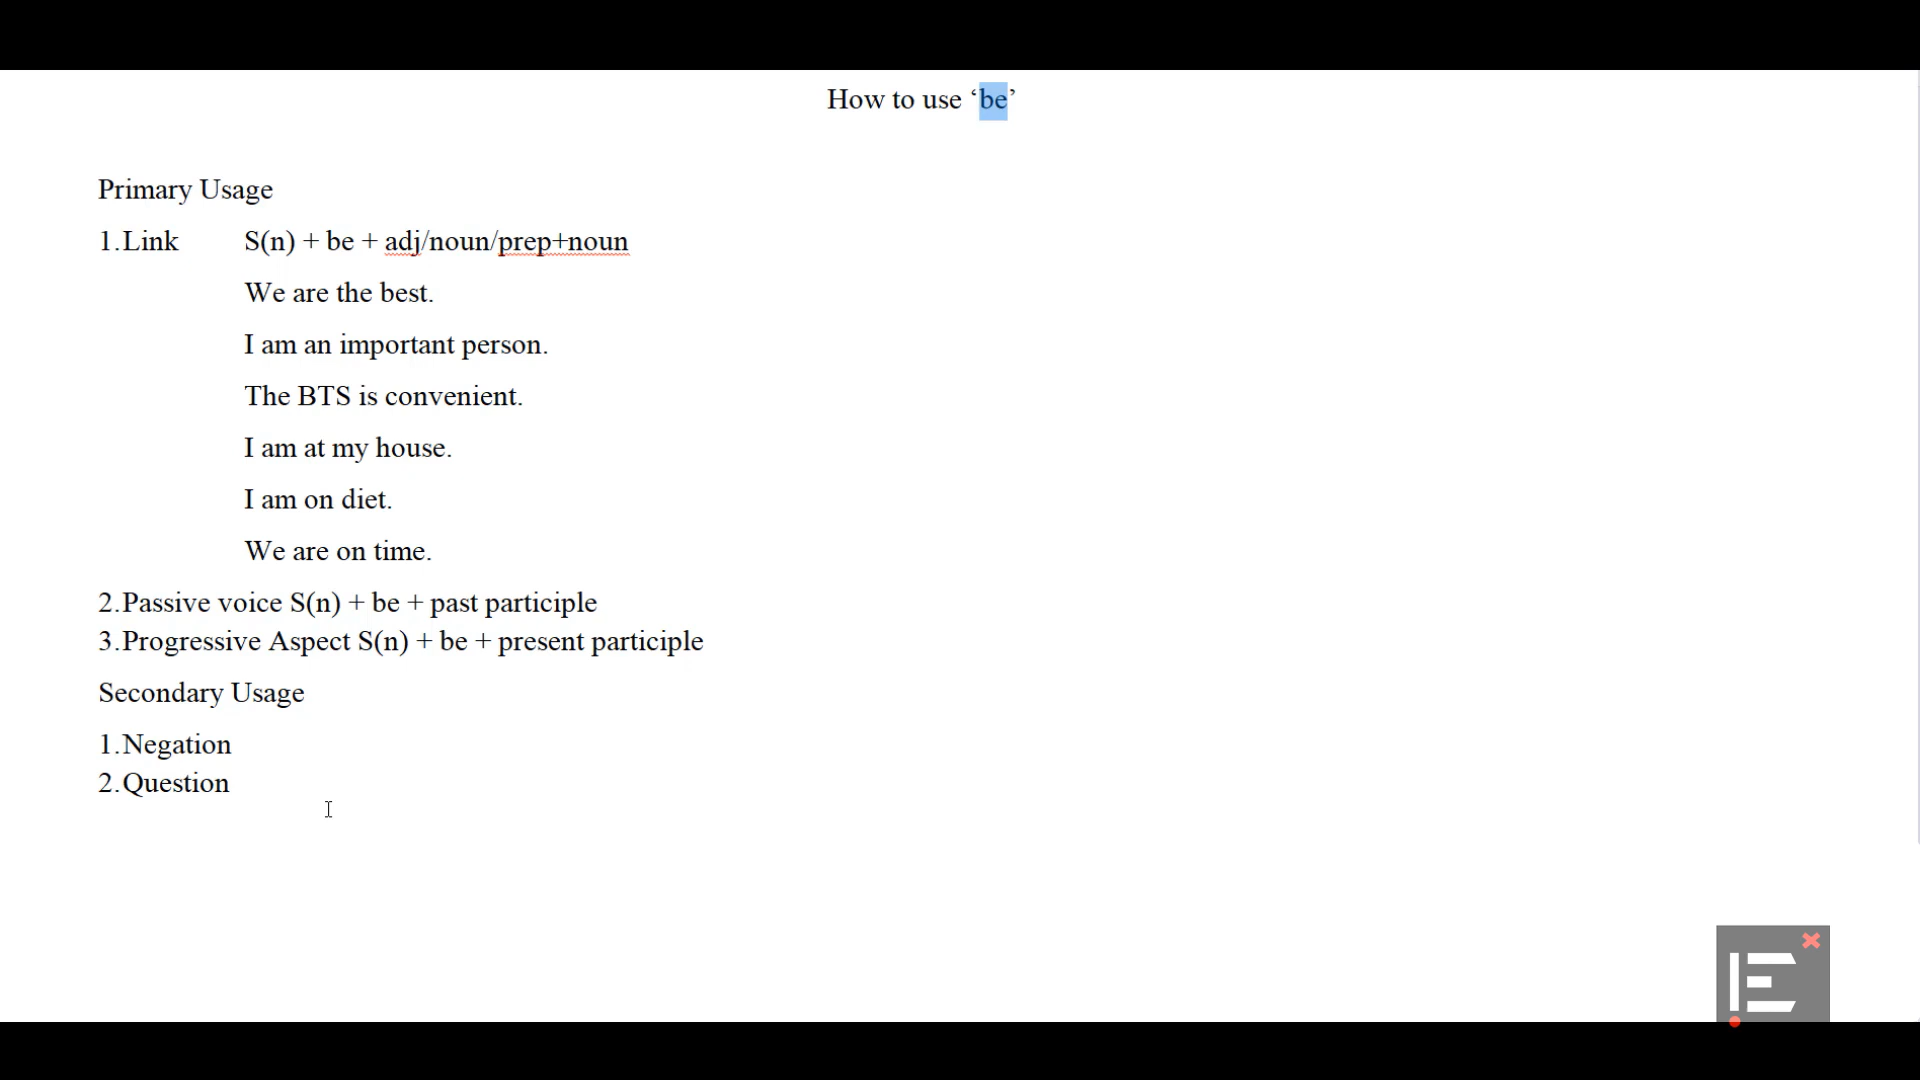 How to use ‘be’
Primary Usage
1.Link S(n) + be + adj/noun/prep+noun
We are the best.
I am an important person.
The BTS is convenient.
I am at my house.
I am on diet.
We are on time.
2.Passive voice S(n) + be + past participle
3.Progressive Aspect S(n) + be + present participle
Secondary Usage
1.Negation
2.Question